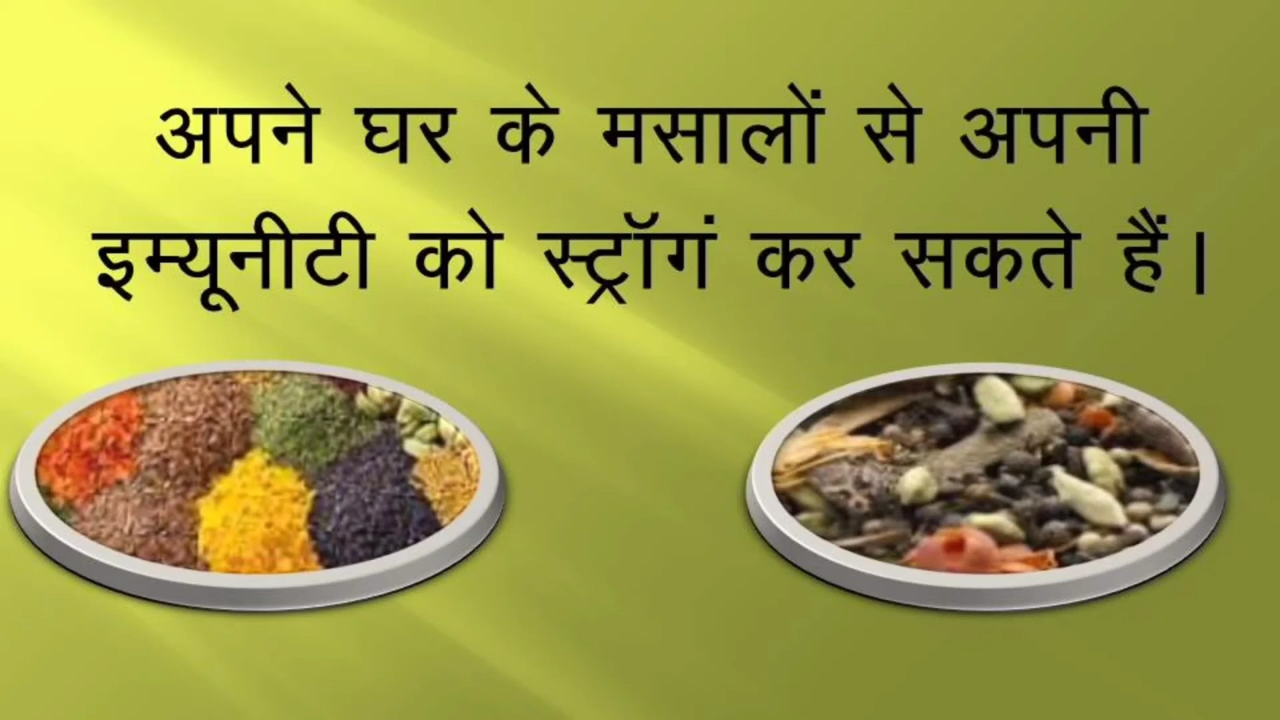 अपने घर के मसालों से अपनी
इम्यूनीटी को स्ट्रॉगं कर सकते हैं।